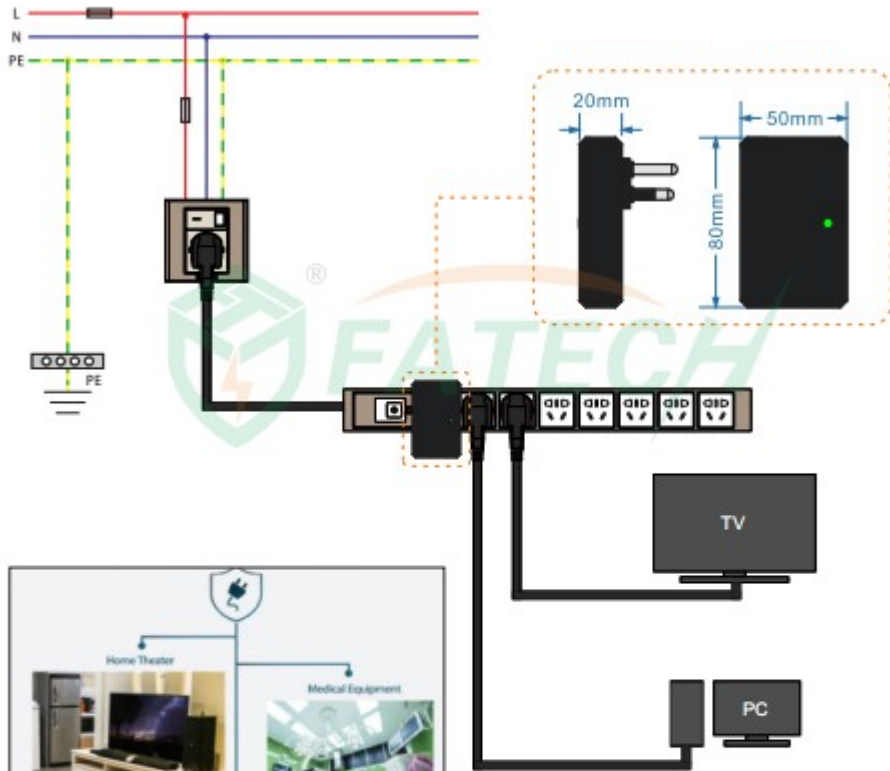 L
N
PE
20mm
50mm
80mm
®
FATECH
PE
TV
Home Theater
Medical Equipment
PC